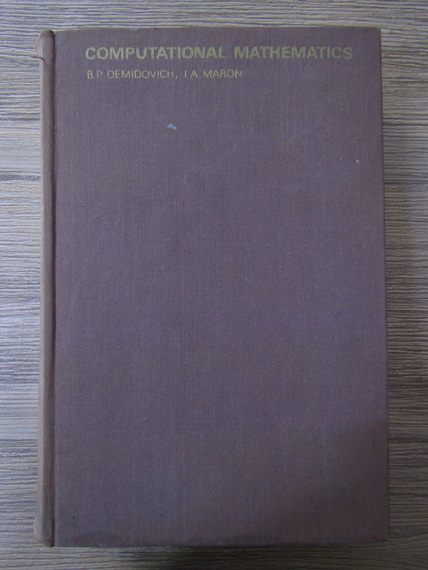 COMPUTATIONAL MATHEMATICS
B.P. DEMIDOVICH, I.A. MARON